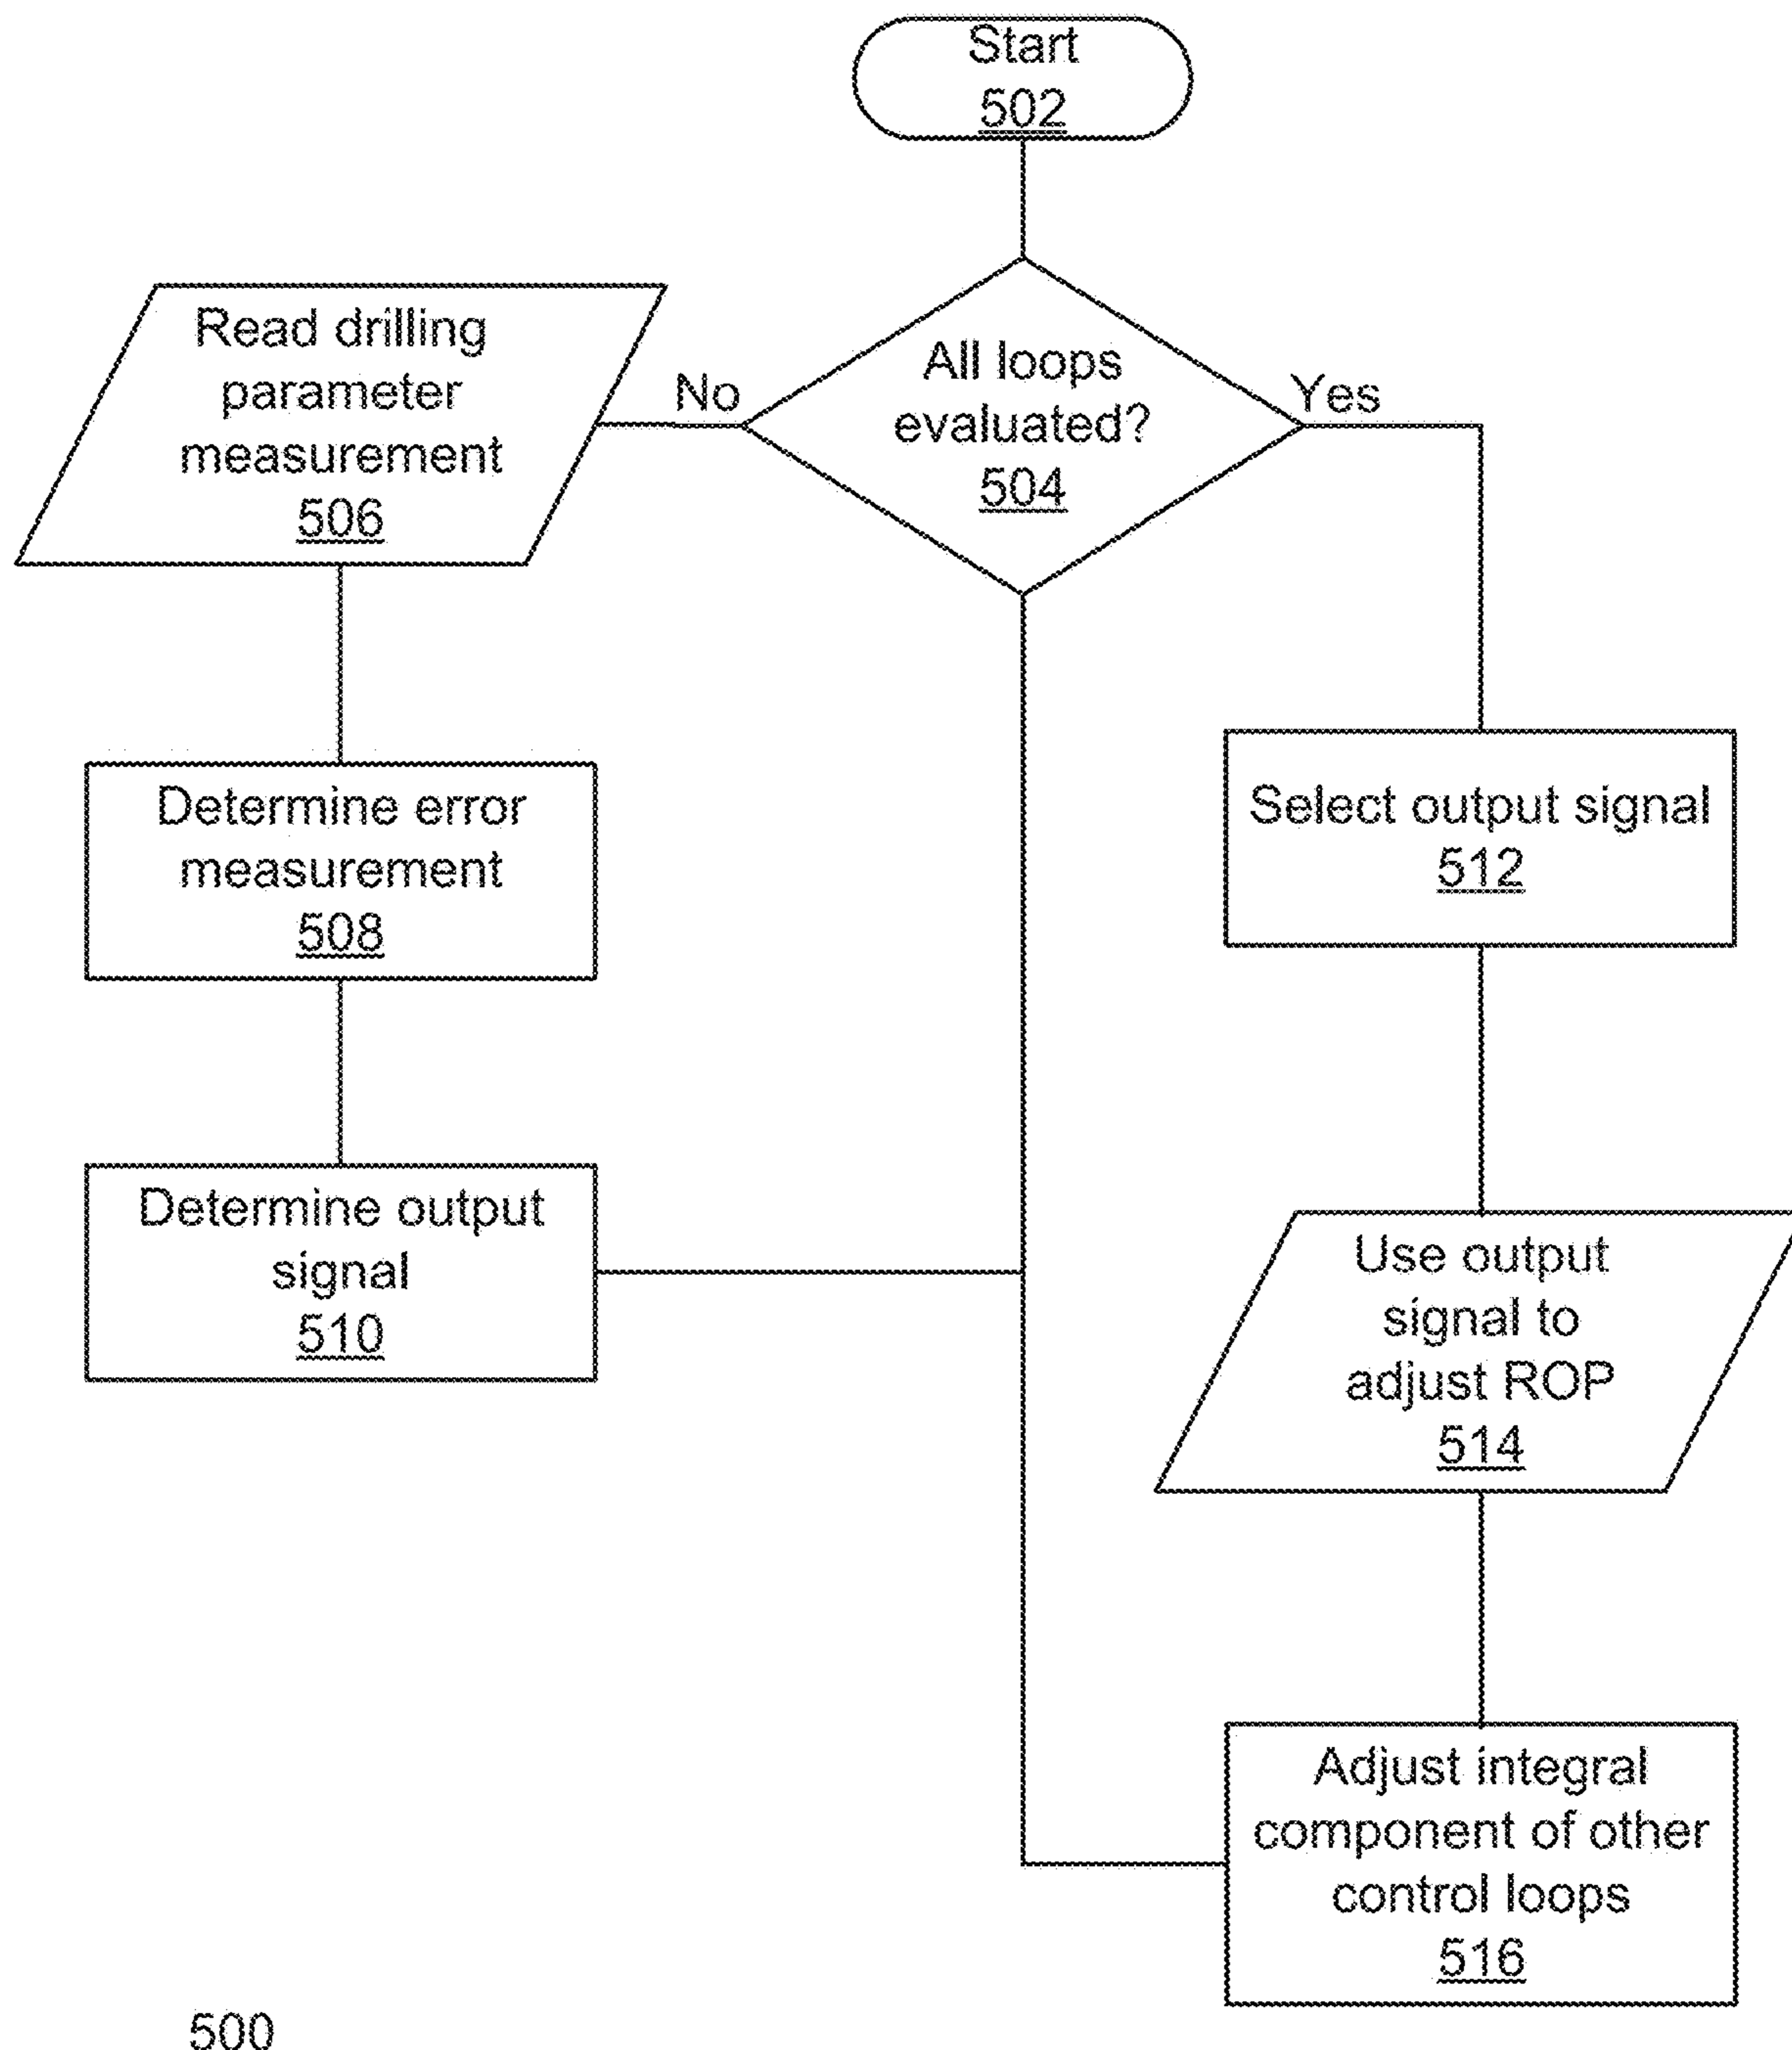 Start
502
All loops
evaluated?
504
No
Yes
Read drilling
parameter
measurement
506
Determine error
measurement
508
Determine output
signal
510
Select output signal
512
Use output
signal to
adjust ROP
514
Adjust integral
component of other
control loops
516
500